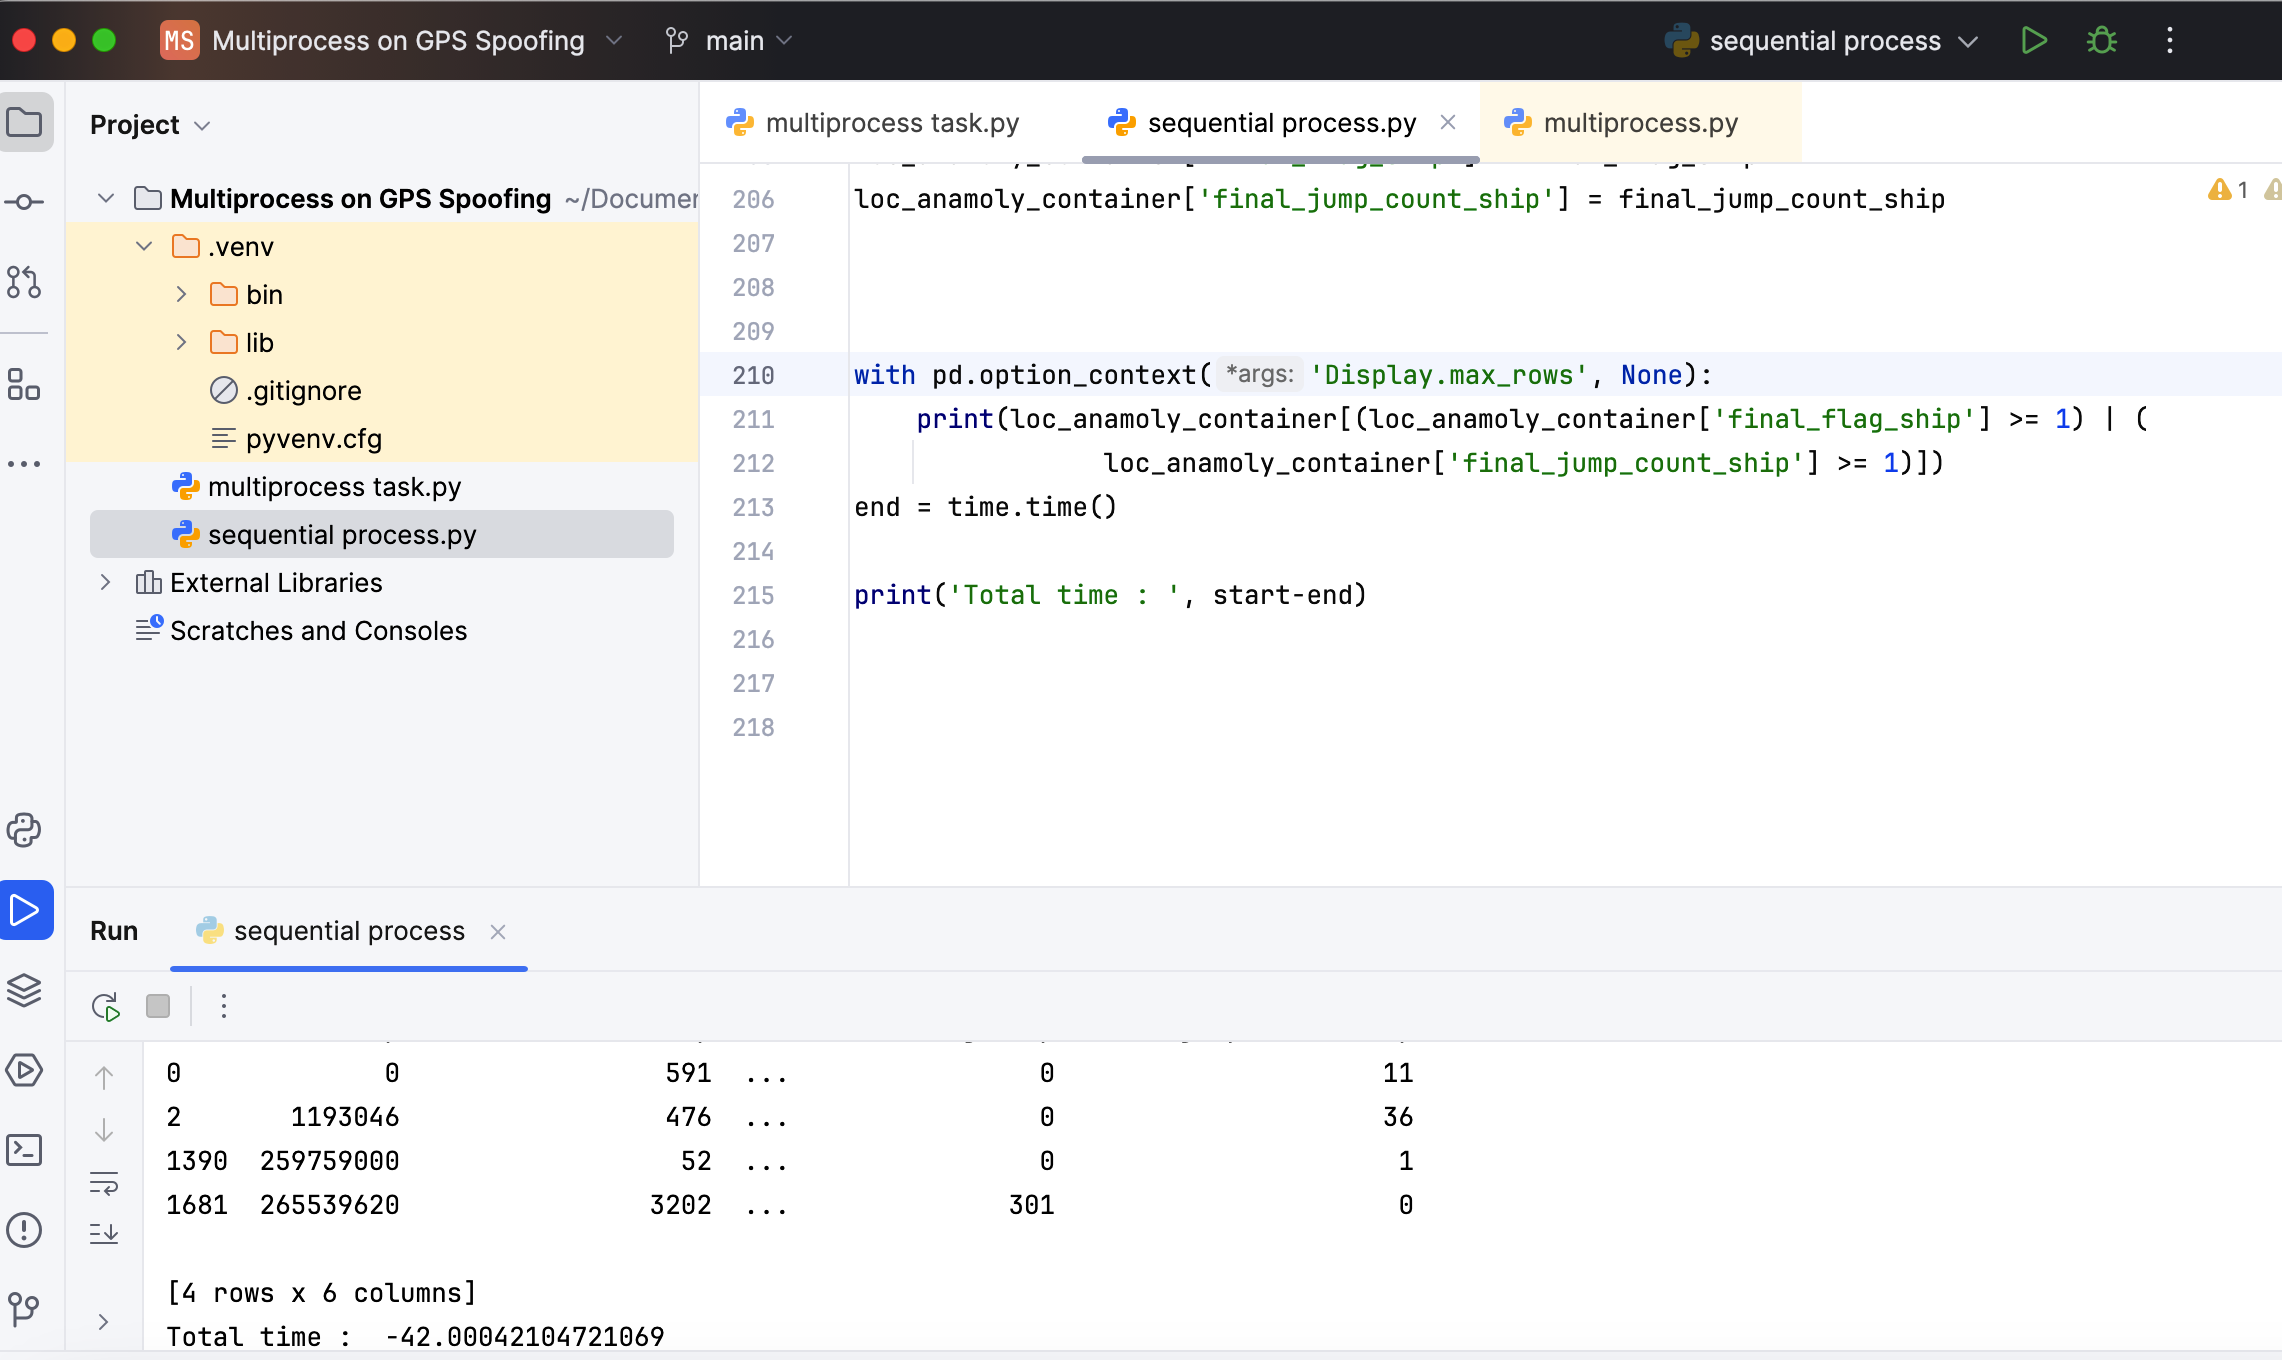 MS Multiprocess on GPS Spoofing main sequential process
Project
Multiprocess on GPS Spoofing ~/Documen
.venv
bin
lib
.gitignore
pyvenv.cfg
multiprocess task.py
sequential process.py
External Libraries
Scratches and Consoles
multiprocess task.py sequential process.py multiprocess.py
206 loc_anamoly_container['final_jump_count_ship'] = final_jump_count_ship
1
207
208
209
210 with pd.option_context( *args: 'Display.max_rows', None):
211 print(loc_anamoly_container[(loc_anamoly_container['final_flag_ship'] >= 1) | (
212 loc_anamoly_container['final_jump_count_ship'] >= 1)])
213 end = time.time()
214
215 print('Total time : ', start-end)
216
217
218
Run sequential process
0 0 591 ... 0 11
2 1193046 476 ... 0 36
1390 259759000 52 ... 0 1
1681 265539620 3202 ... 301 0
[4 rows x 6 columns]
Total time : -42.00042104721069